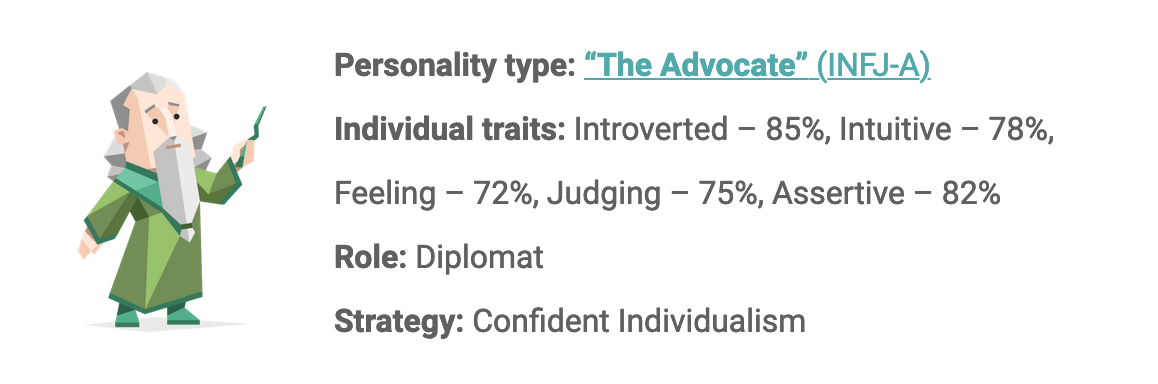 Personality type: “The Advocate” (INFJ-A)
Individual traits: Introverted – 85%, Intuitive – 78%,
Feeling – 72%, Judging – 75%, Assertive – 82%
Role: Diplomat
Strategy: Confident Individualism